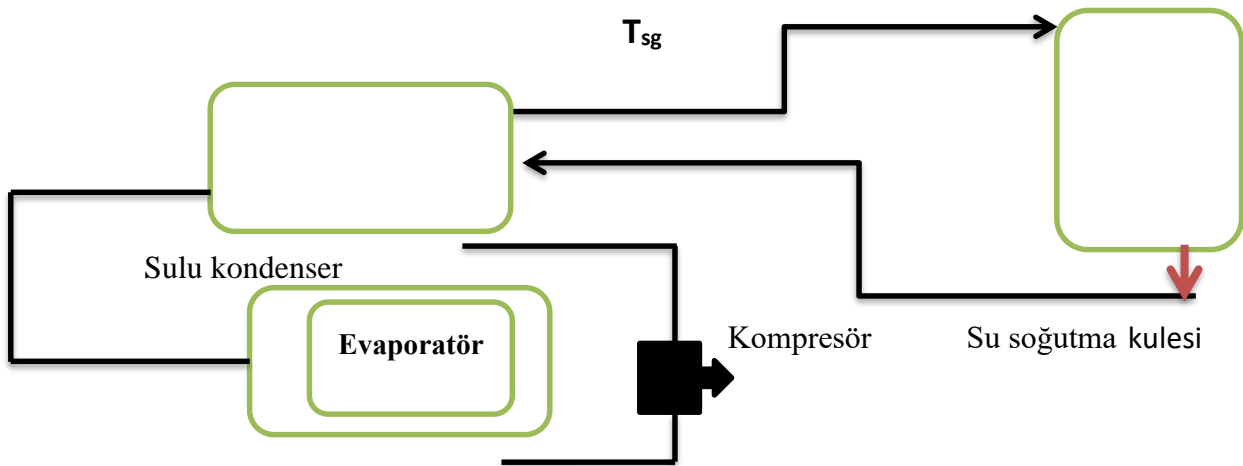 Tsg
Sulu kondenser
Evaporatör
Kompresör
Su soğutma kulesi